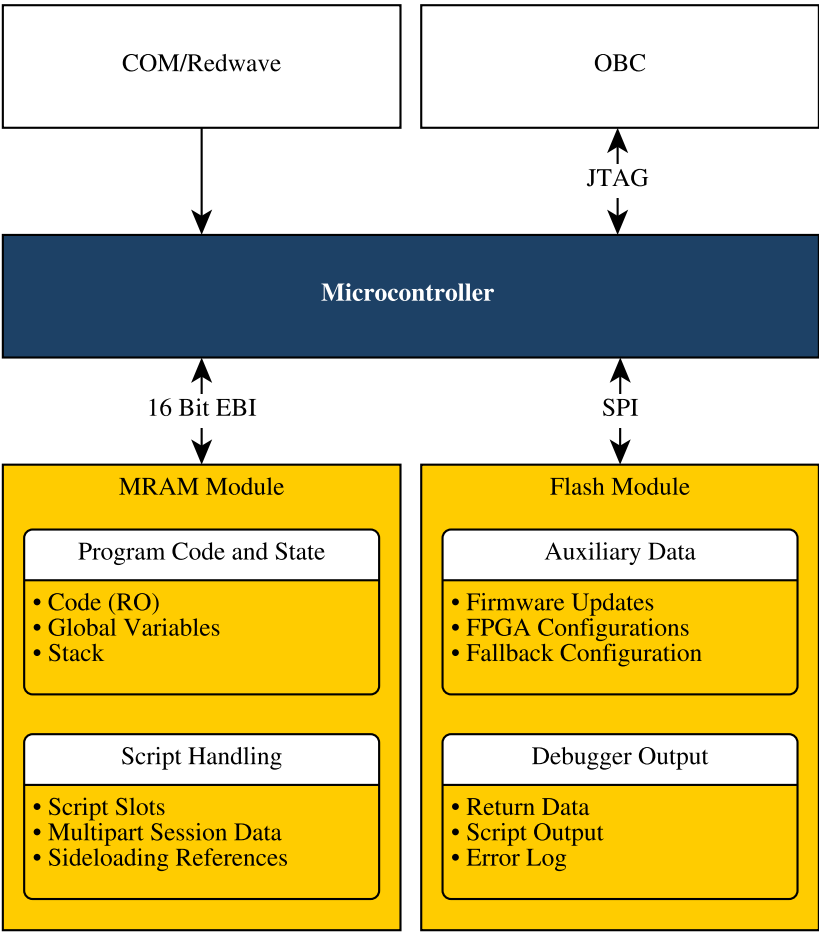 COM/Redwave
OBC
JTAG
Microcontroller
16 Bit EBI
SPI
MRAM Module
Program Code and State
• Code (RO)
• Global Variables
• Stack
Script Handling
• Script Slots
• Multipart Session Data
• Sideloading References
Flash Module
Auxiliary Data
• Firmware Updates
• FPGA Configurations
• Fallback Configuration
Debugger Output
• Return Data
• Script Output
• Error Log